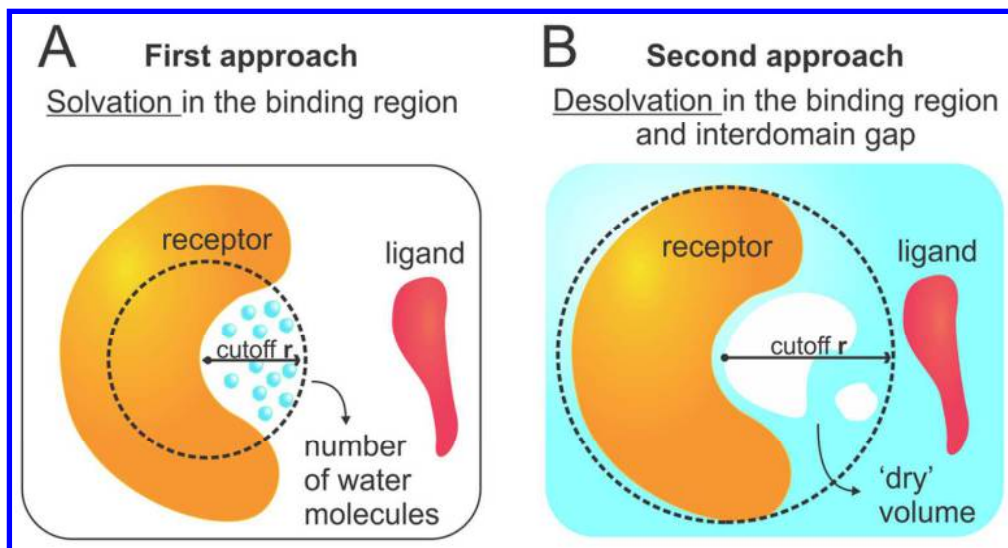 A
First approach
Solvation in the binding region
receptor
ligand
cutoff r
number
of water
molecules
B
Second approach
Desolvation in the binding region
and interdomain gap
receptor
ligand
cutoff r
‘dry’
volume